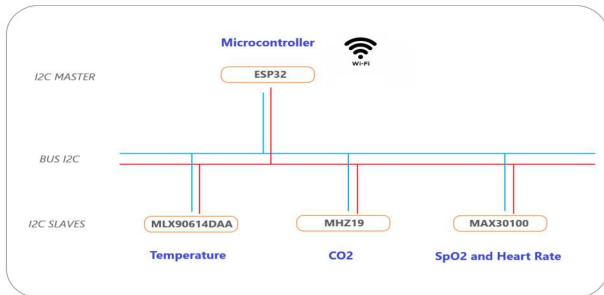 Microcontroller
Wi-Fi
I2C MASTER
ESP32
BUS I2C
I2C SLAVES
MLX90614DAA
MHZ19
MAX30100
Temperature
CO2
SpO2 and Heart Rate